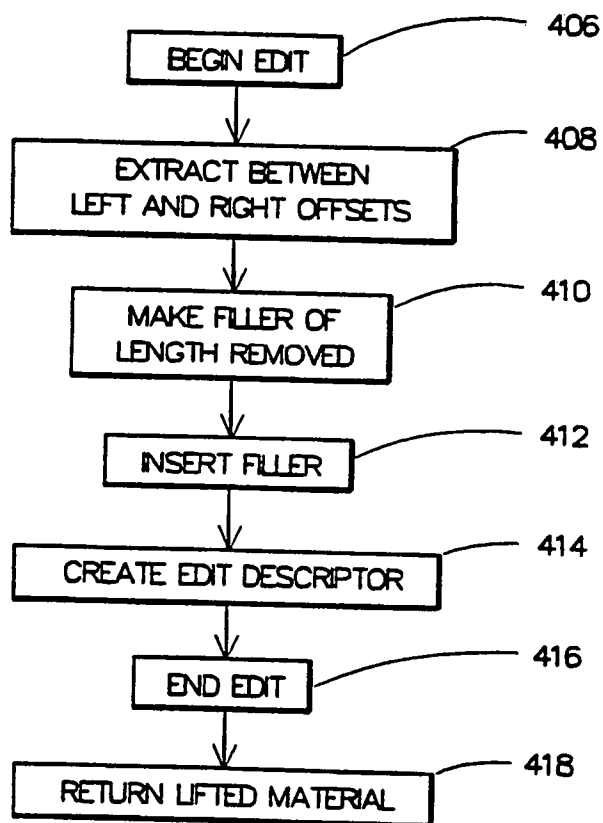 406
BEGIN EDIT
408
EXTRACT BETWEEN
LEFT AND RIGHT OFFSETS
410
MAKE FILLER OF
LENGTH REMOVED
412
INSERT FILLER
414
CREATE EDIT DESCRIPTOR
416
END EDIT
418
RETURN LIFTED MATERIAL